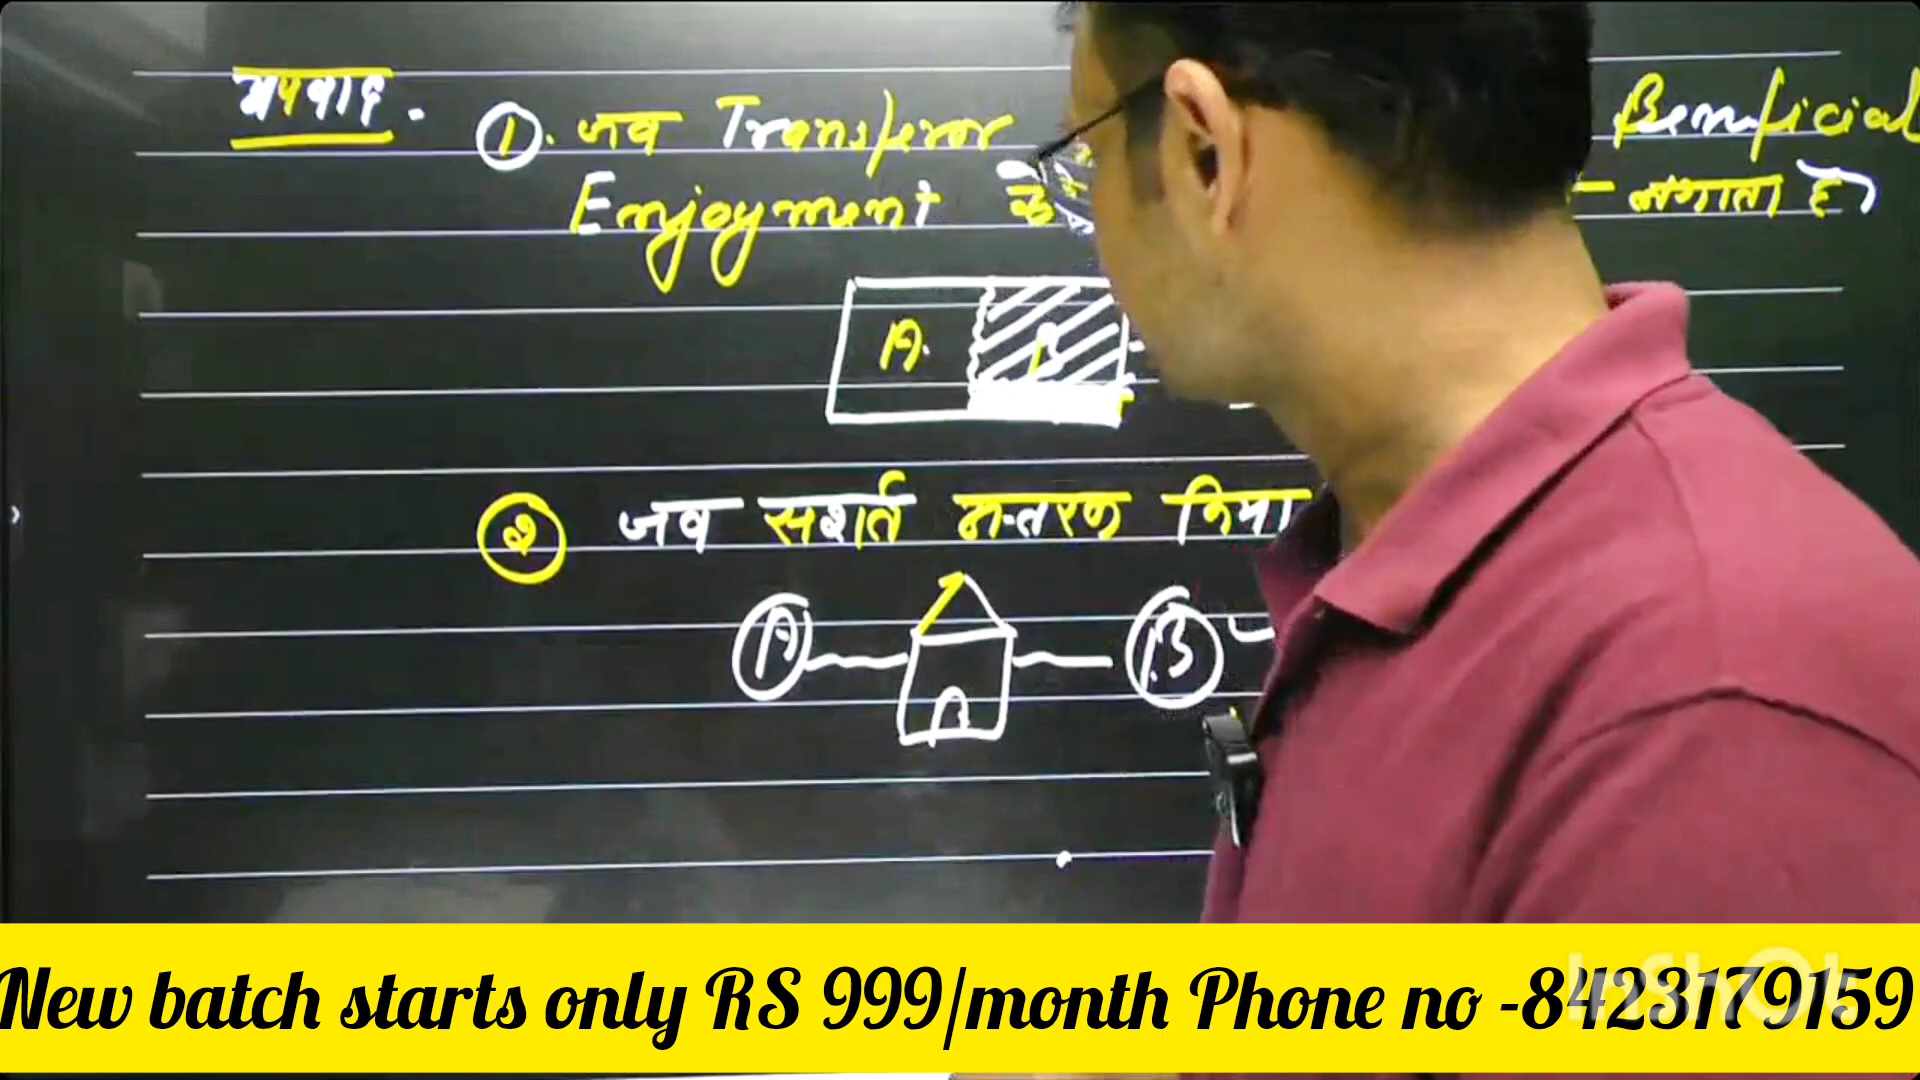 अपवाद.
①. जब Transferor Beneficial
Enjoyment के लगाता है।
A.
② जब सशर्त अन्तरण किया
A B
New batch starts only RS 999/month Phone no -8423179159
InShot